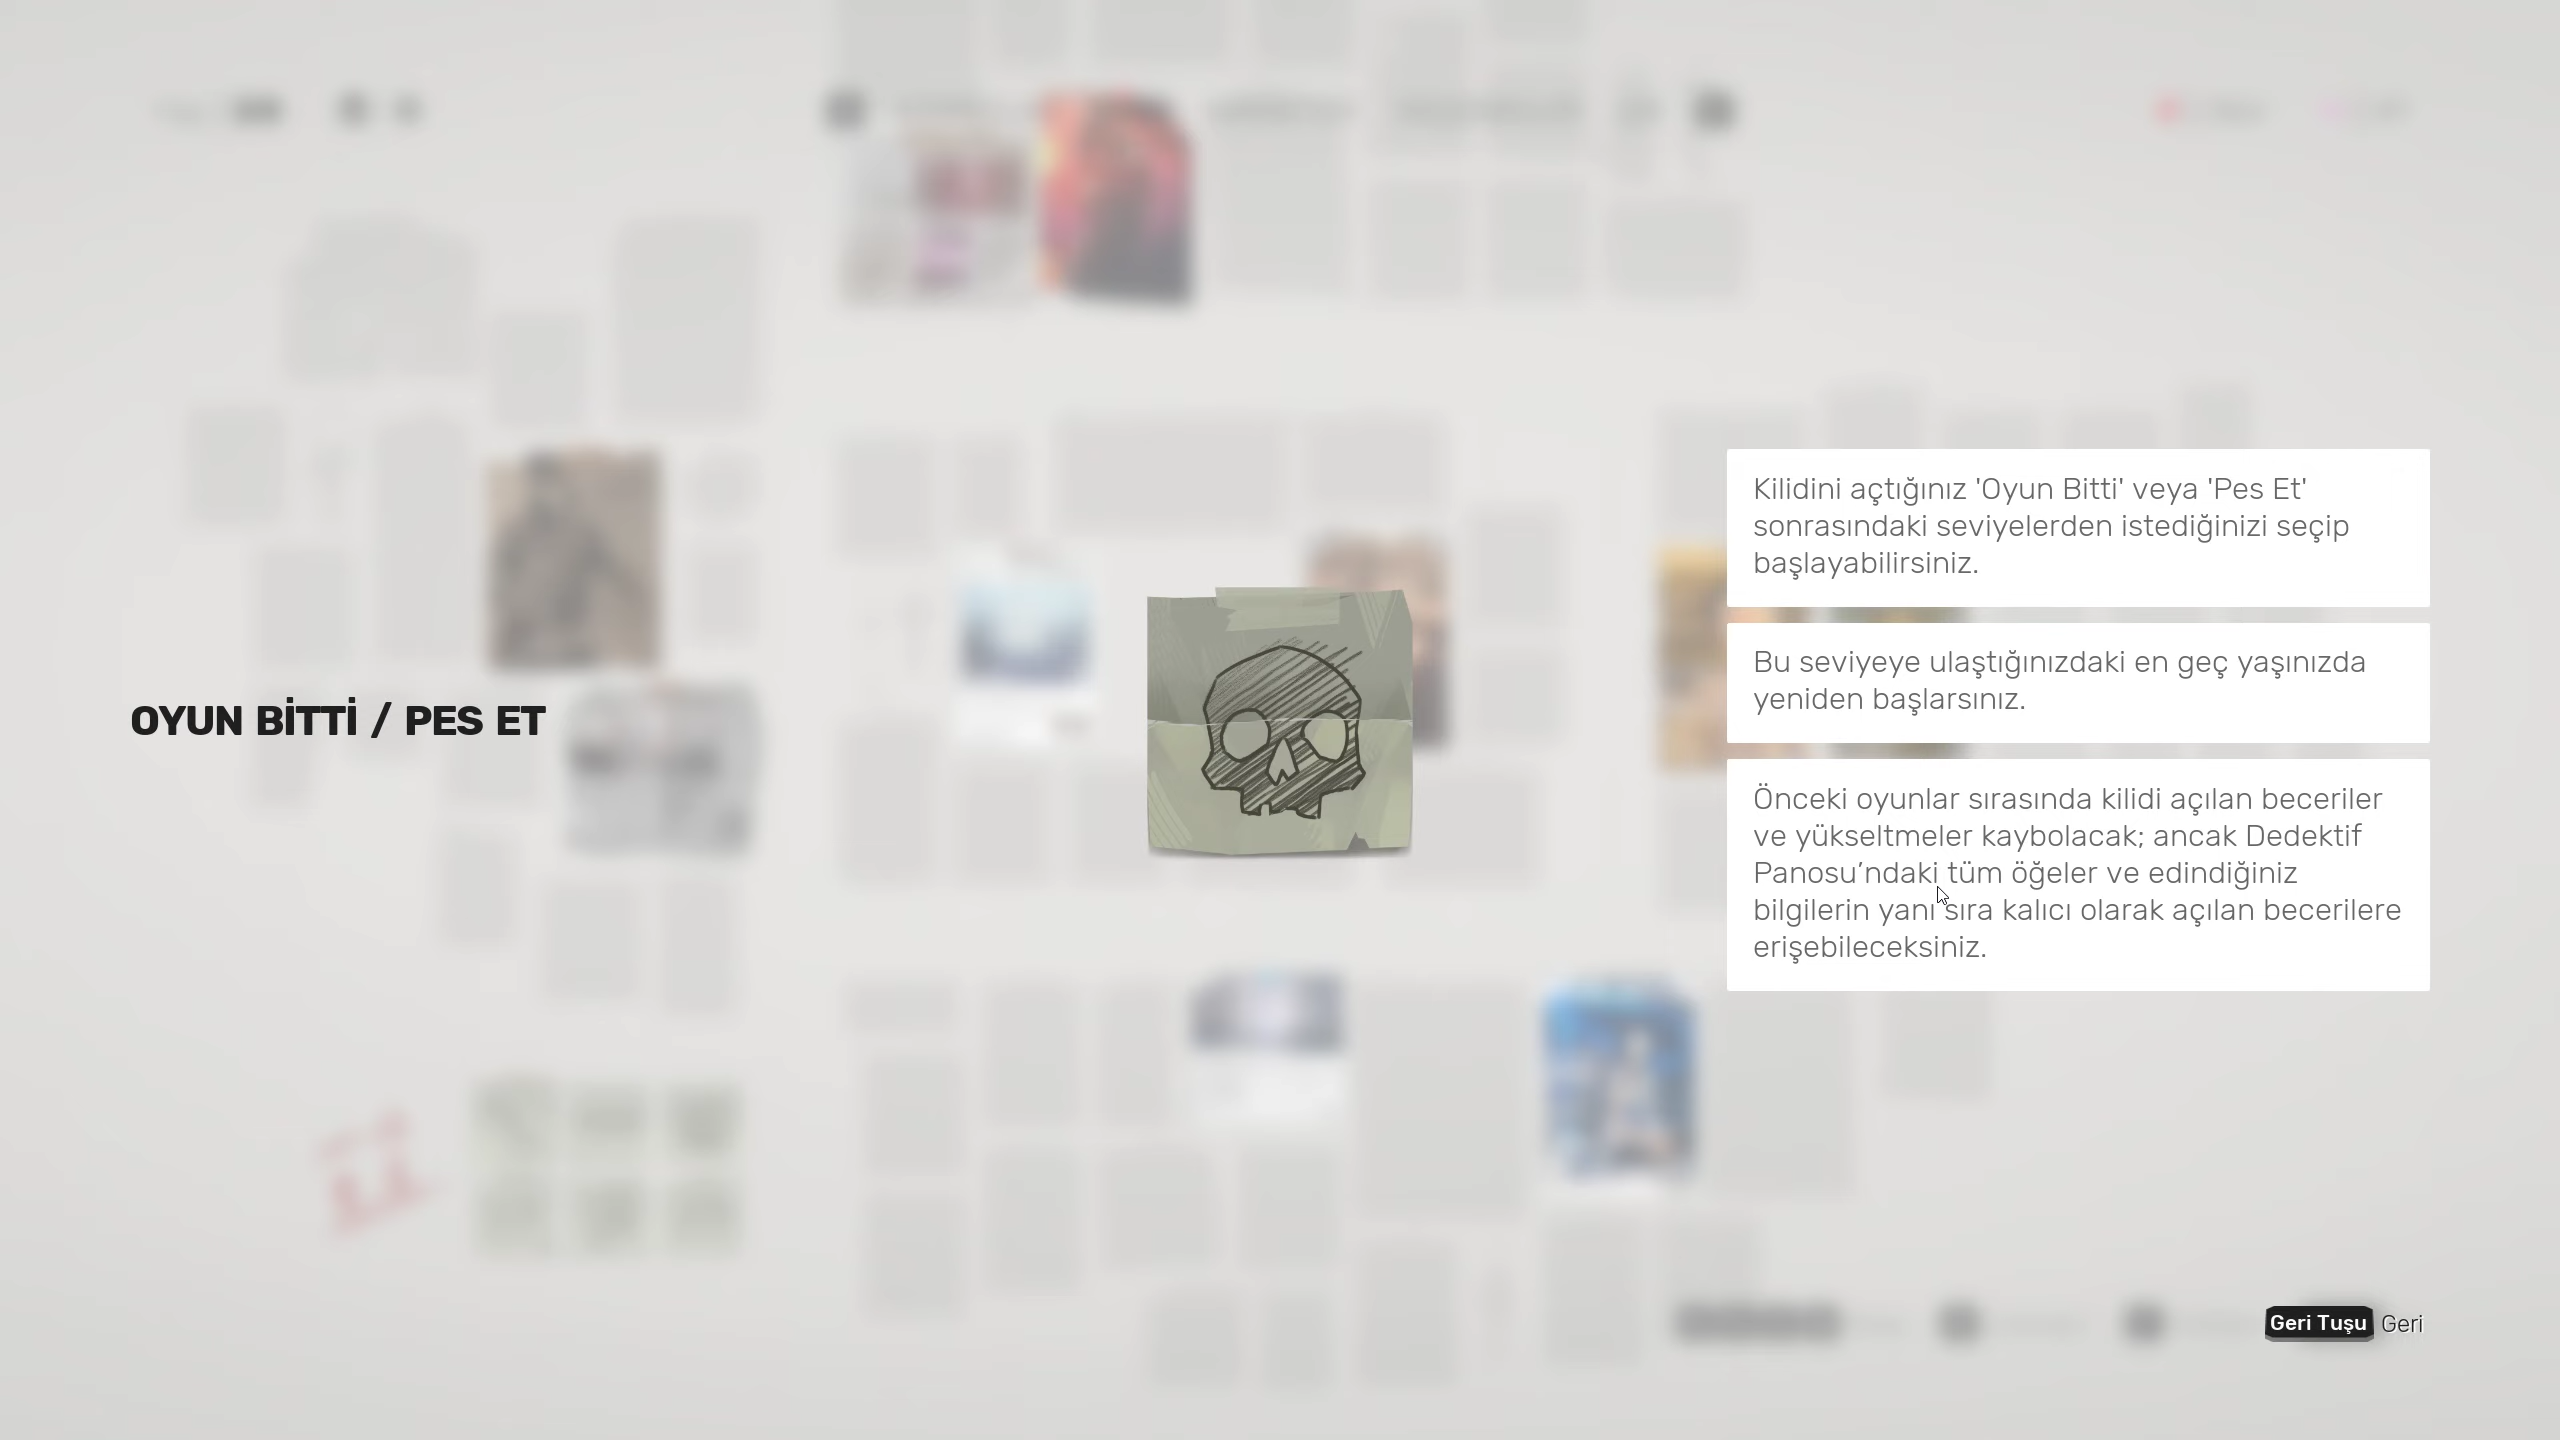 OYUN BİTTİ / PES ET
Kilidini açtığınız 'Oyun Bitti' veya 'Pes Et'
sonrasındaki seviyelerden istediğinizi seçip
başlayabilirsiniz.
Bu seviyeye ulaştığınızdaki en geç yaşınızda
yeniden başlarsınız.
Önceki oyunlar sırasında kilidi açılan beceriler
ve yükseltmeler kaybolacak; ancak Dedektif
Panosu’ndaki tüm öğeler ve edindiğiniz
bilgilerin yanı sıra kalıcı olarak açılan becerilere
erişebileceksiniz.
Geri Tuşu Geri